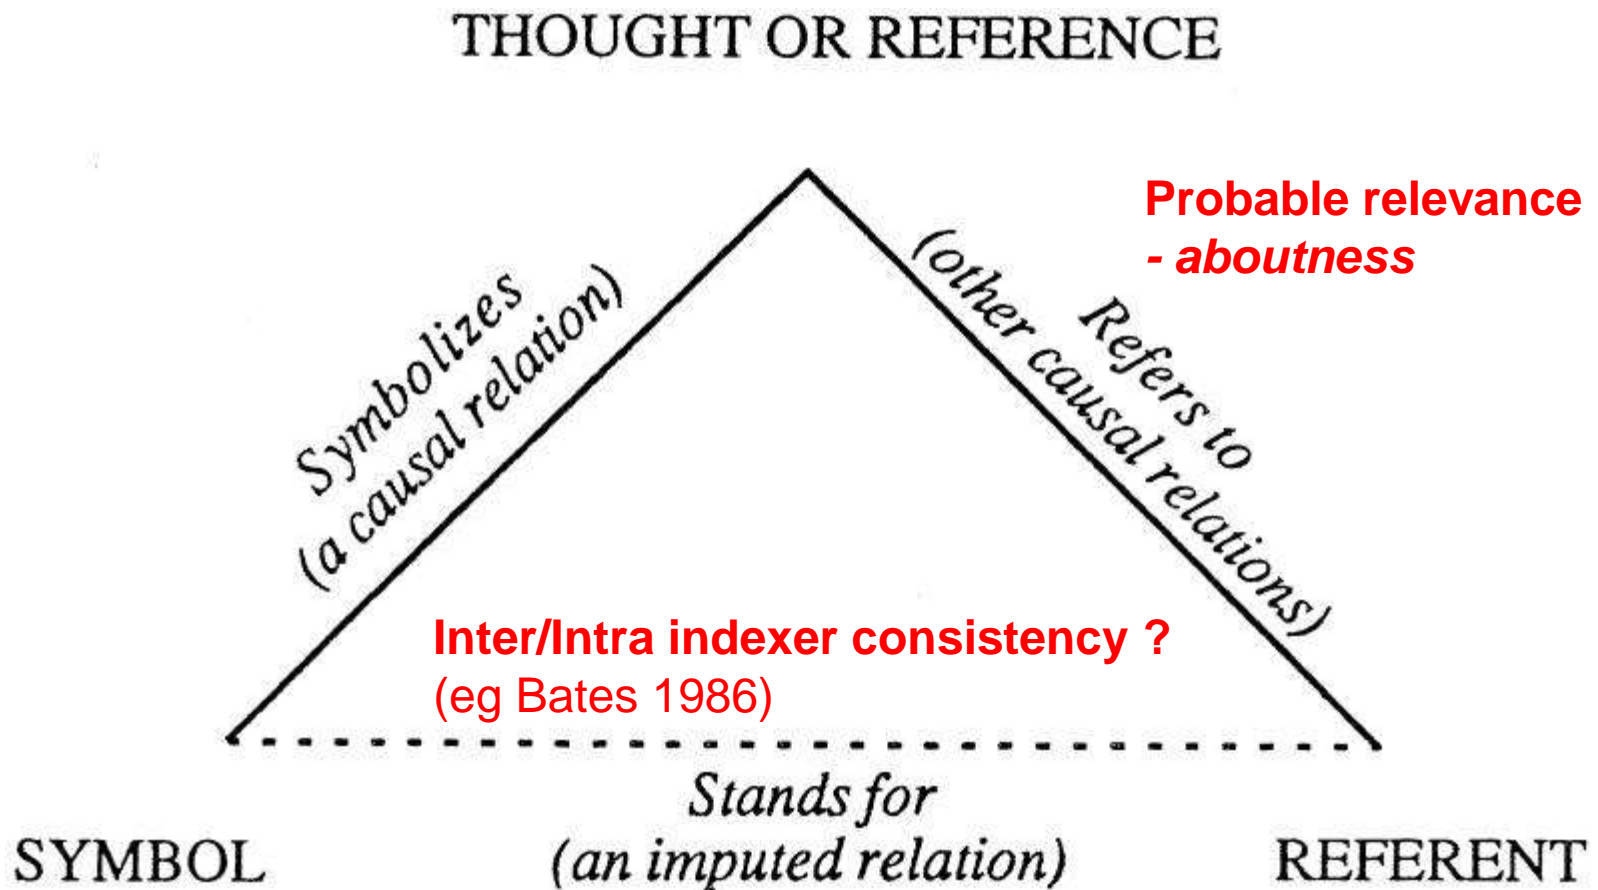 THOUGHT OR REFERENCE
Probable relevance
- aboutness
Symbolizes
(a causal relation)
Refers to
(other causal relations)
Inter/Intra indexer consistency ?
(eg Bates 1986)
Stands for
(an imputed relation)
SYMBOL
REFERENT